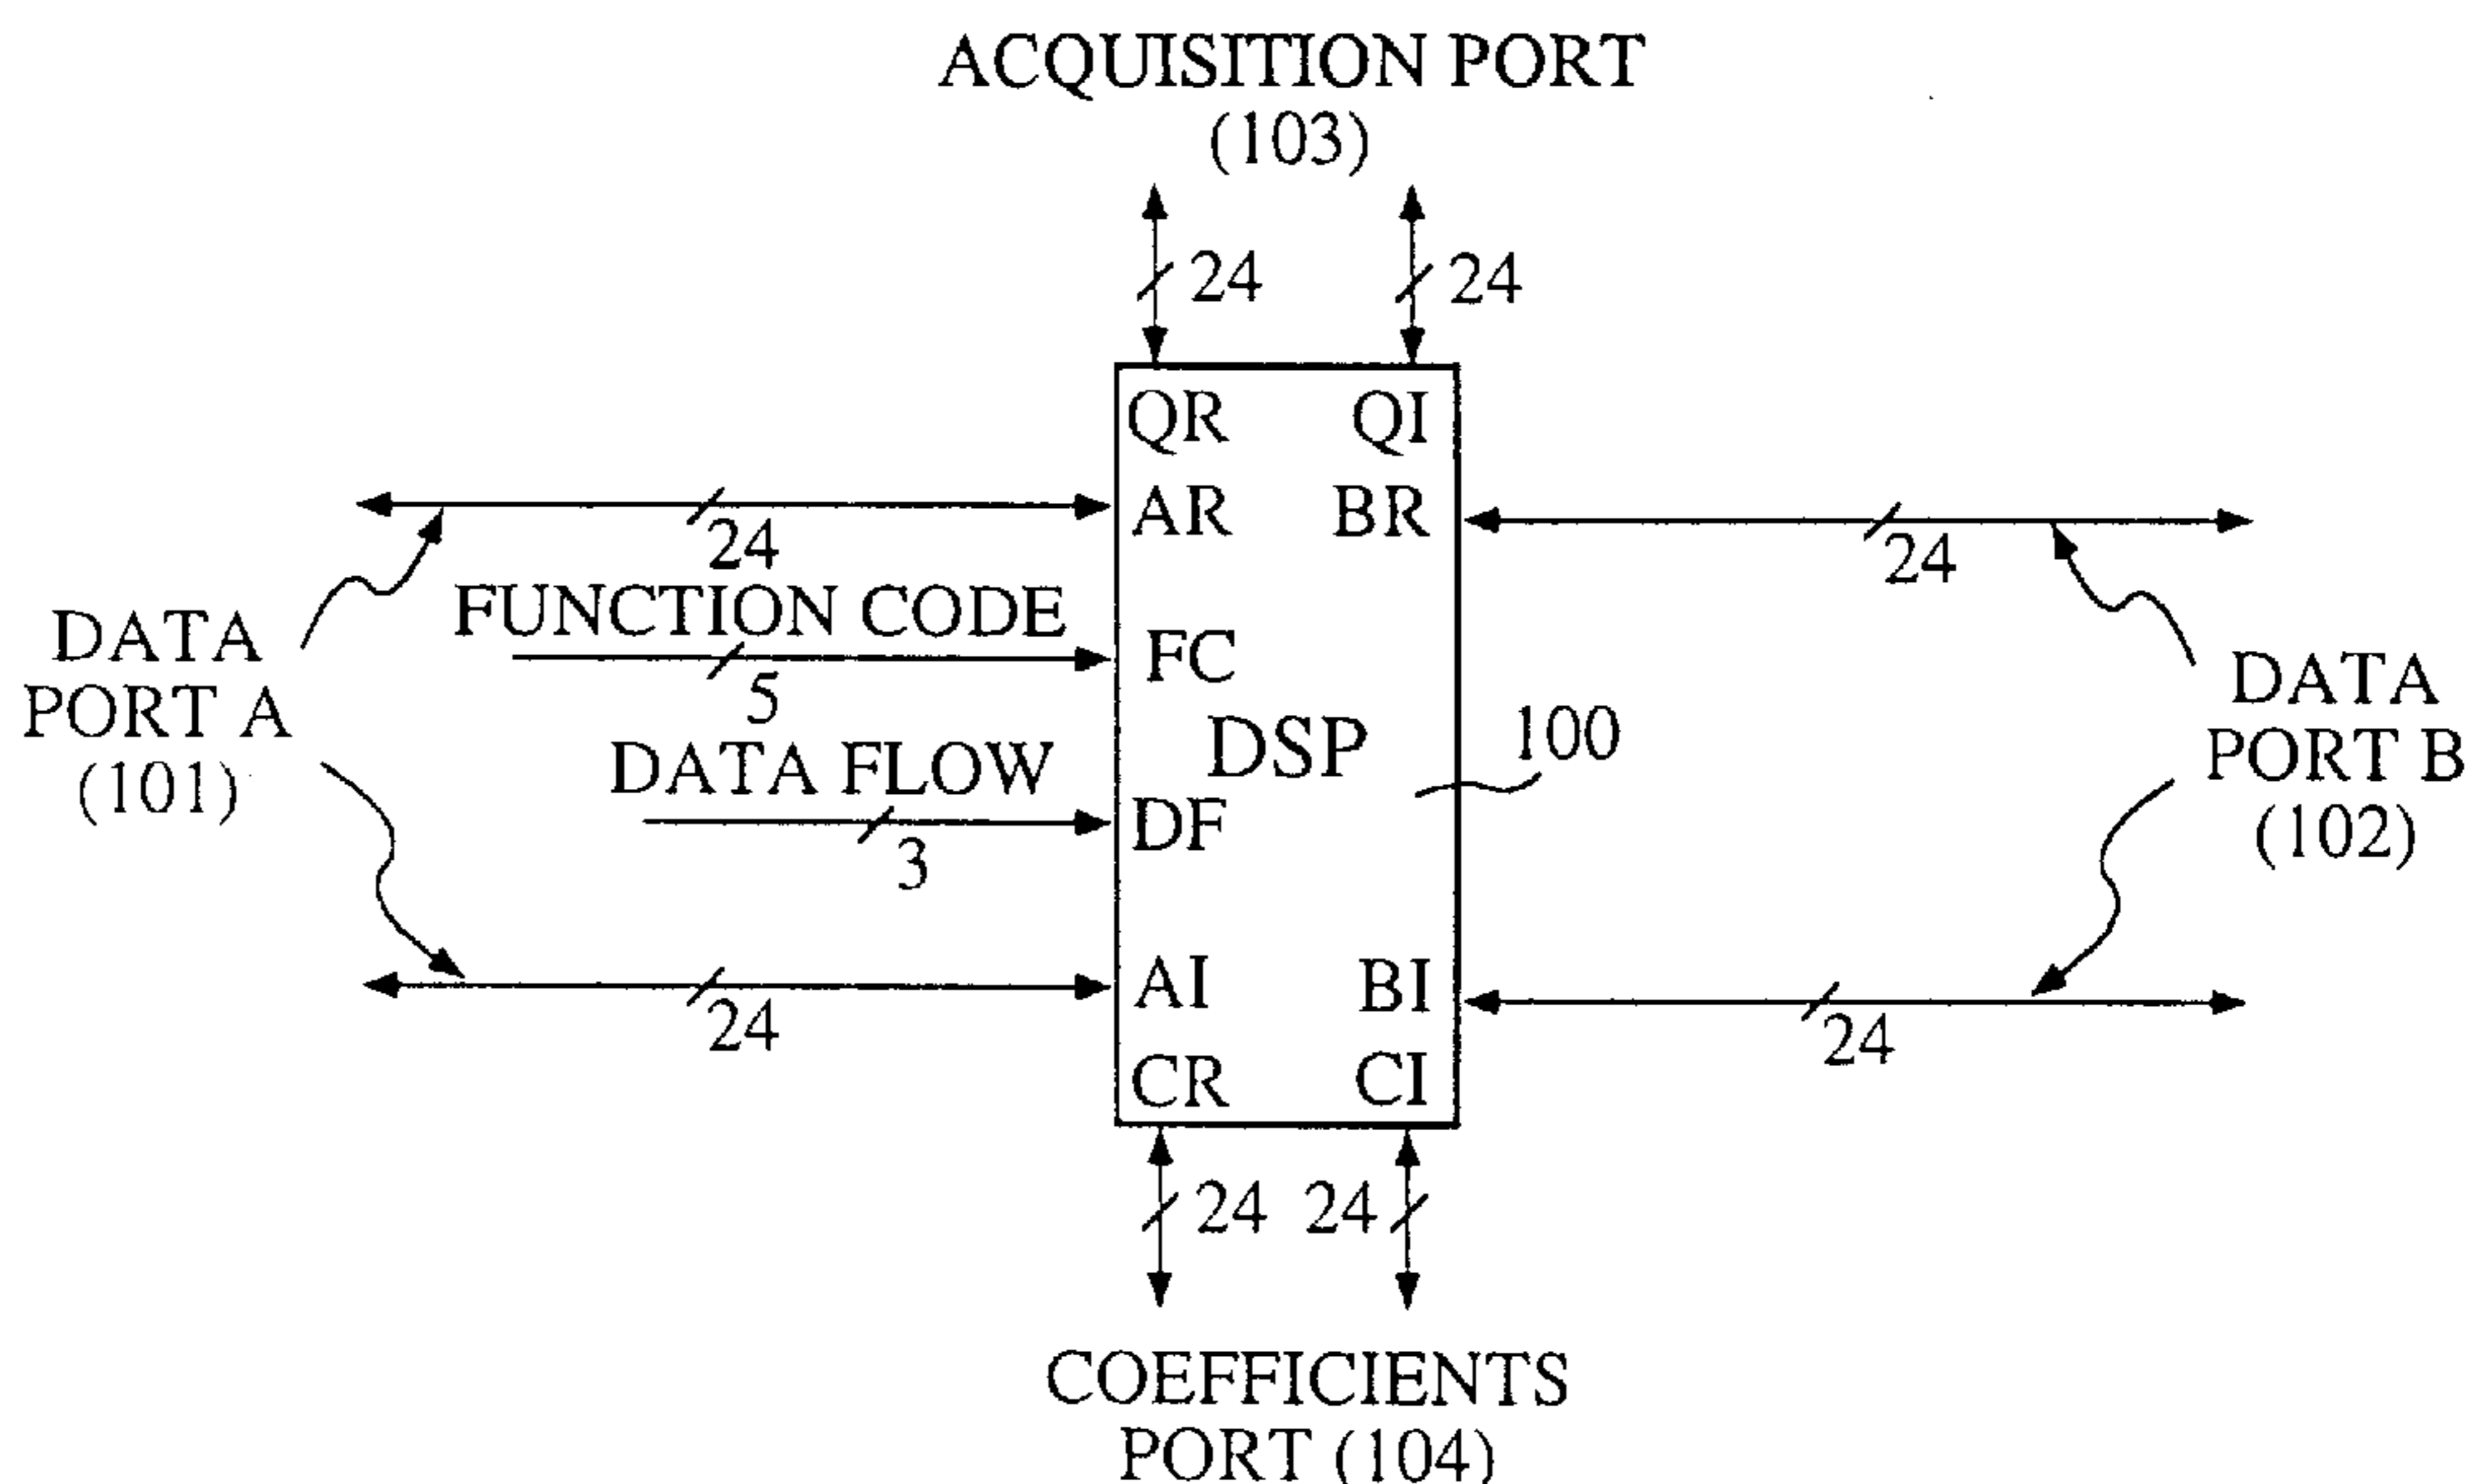 ACQUISITION PORT
(103)
24
24
QR
QI
AR
BR
24
24
FUNCTION CODE
FC
5
DATA
PORT A
(101)
DATA
PORT B
(102)
DSP
100
DATA FLOW
DF
3
AI
BI
24
24
CR
CI
24
24
COEFFICIENTS
PORT (104)